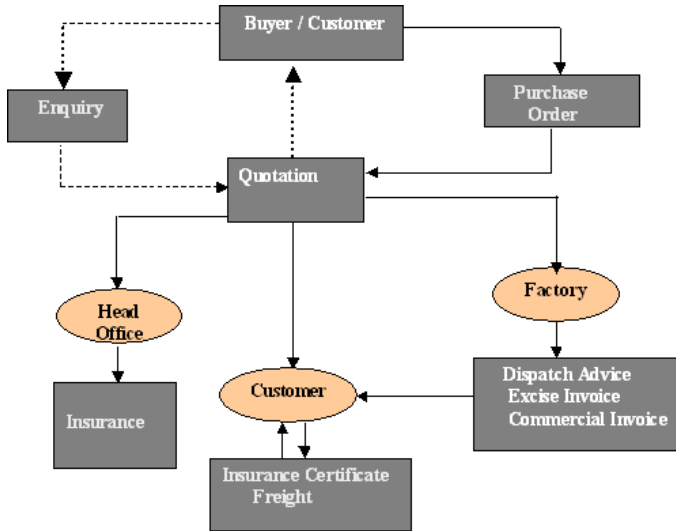 Buyer / Customer
Enquiry
Purchase
Order
Quotation
Head
Office
Factory
Customer
Dispatch Advice
Excise Invoice
Commercial Invoice
Insurance
Insurance Certificate
Freight